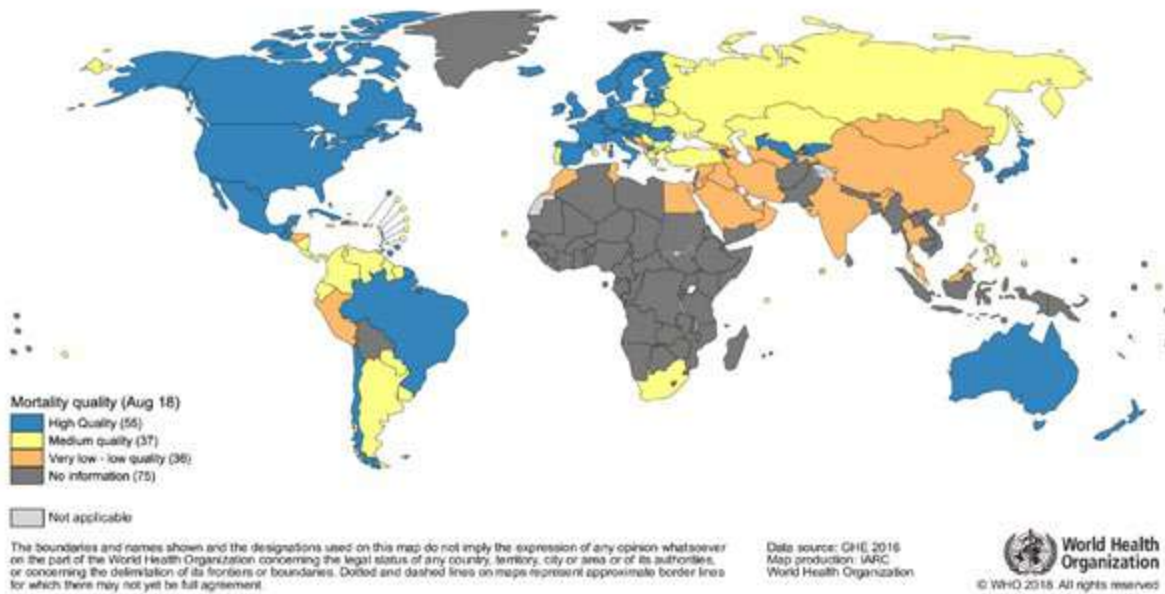 Mortality quality (Aug 18)
High Quality (55)
Medium quality (37)
Very low - low quality (36)
No information (75)
Not applicable
The boundaries and names shown and the designations used on this map do not imply the expression of any opinion whatsoever
on the part of the World Health Organization concerning the legal status of any country, territory, city or area or of its authorities,
or concerning the delimitation of its frontiers or boundaries. Dotted and dashed lines on maps represent approximate border lines
for which there may not yet be full agreement.
Data source: GHE 2016
Map production: IARC
World Health Organization
World Health
Organization
© WHO 2018. All rights reserved